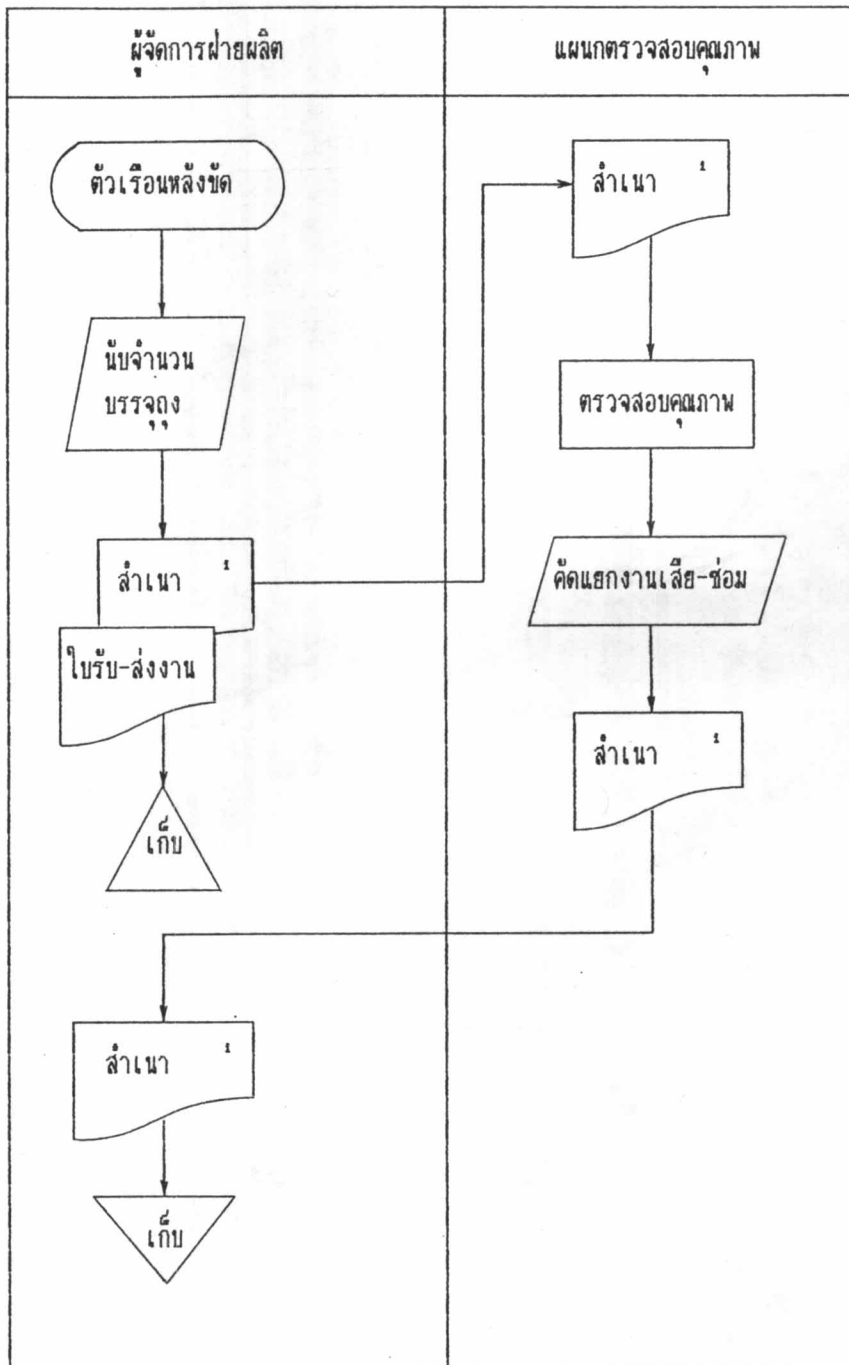 ผู้จัดการฝ่ายผลิต
แผนกตรวจสอบคุณภาพ
ตัวเรือนหลังขัด
นับจำนวน
บรรจุถุง
สำเนา 1
ใบรับ-ส่งงาน
เก็บ
สำเนา 1
ตรวจสอบคุณภาพ
คัดแยกงานเสีย-ซ่อม
สำเนา 1
สำเนา 1
เก็บ